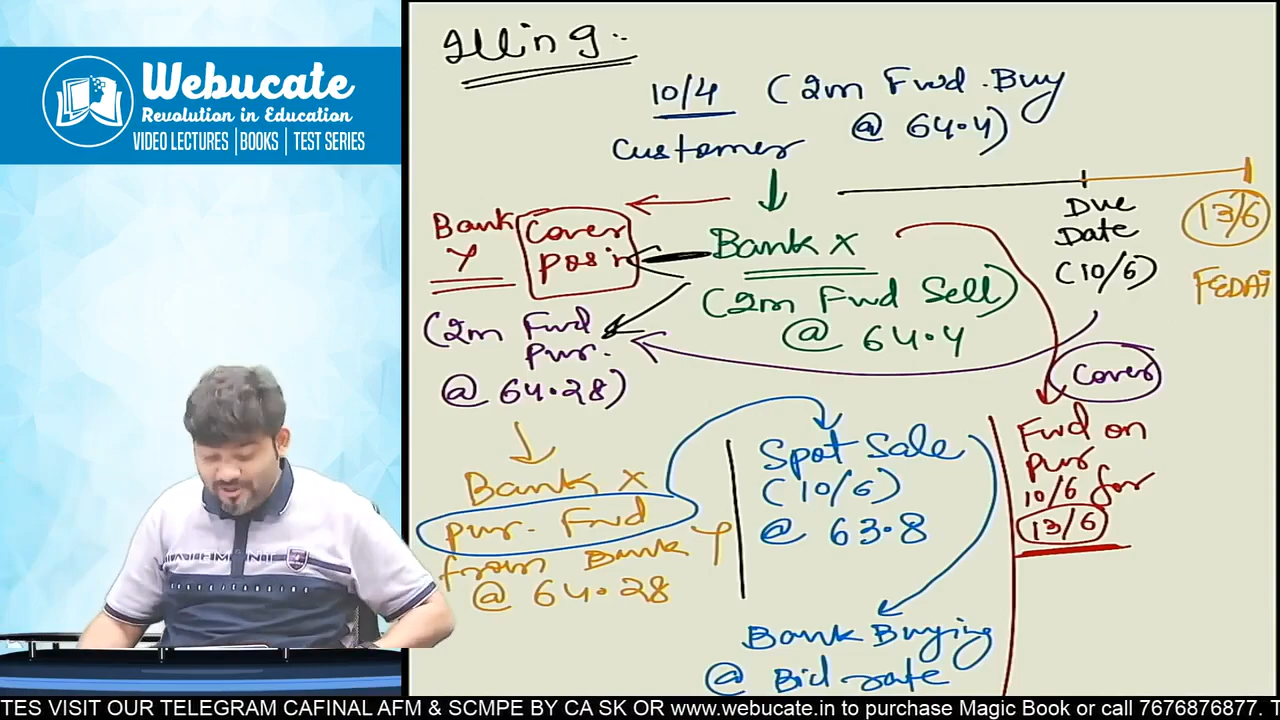 Webucate
Revolution in Education
VIDEO LECTURES | BOOKS | TEST SERIES
10/4 (2m Fwd. Buy
@ 64.4)
Customer
Bank
Y
Cover
pos'n
Bank X
(2m Fwd Sell)
@ 64.4
Due
Date
(10/6)
13/6
FEDAI
(2m Fwd
pur.
@ 64.28)
Cover
Bank X
pur. Fwd
from Bank Y
@ 64.28
Spot Sale
(10/6)
@ 63.8
Bank Buying
@ Bid rate
Fwd on
pur
10/6 for
13/6
TES VISIT OUR TELEGRAM CAFINAL AFM & SCMPE BY CA SK OR www.webucate.in to purchase Magic Book or call 7676876877. T